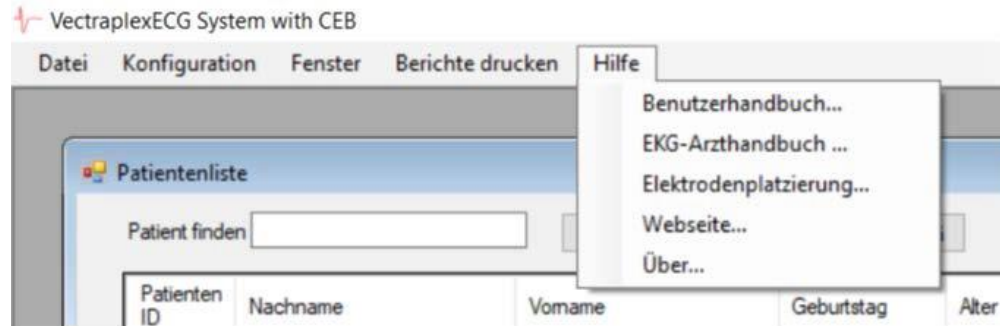 VectraplexECG System with CEB
Datei Konfiguration Fenster Berichte drucken Hilfe
Benutzerhandbuch...
EKG-Arzthandbuch ...
Elektrodenplatzierung...
Webseite...
Über...
Patientenliste
Patient finden
Patienten ID Nachname Vorname Geburtstag Alter